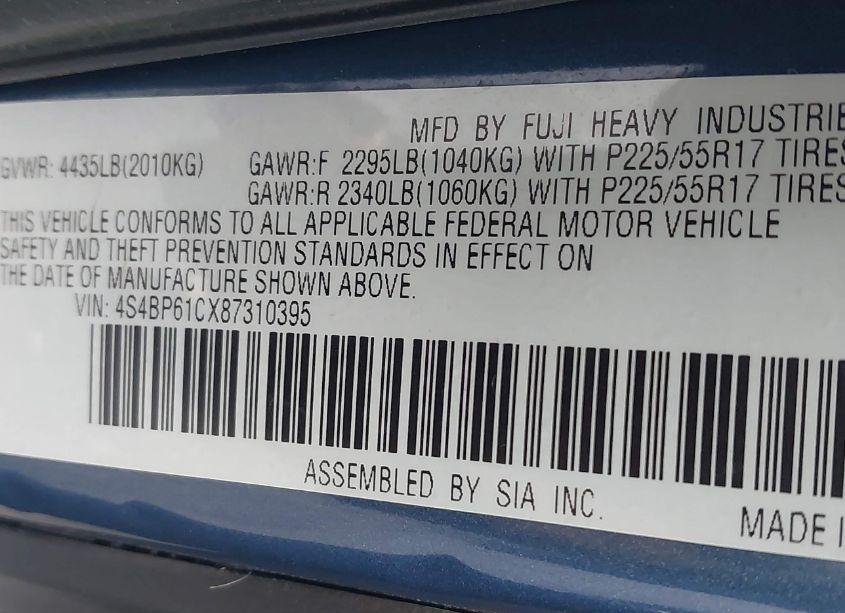 MFD BY FUJI HEAVY INDUSTRIE
GVWR: 4435LB(2010KG) GAWR:F 2295LB(1040KG) WITH P225/55R17 TIRES
GAWR:R 2340LB(1060KG) WITH P225/55R17 TIRES
THIS VEHICLE CONFORMS TO ALL APPLICABLE FEDERAL MOTOR VEHICLE
SAFETY AND THEFT PREVENTION STANDARDS IN EFFECT ON
THE DATE OF MANUFACTURE SHOWN ABOVE.
VIN: 4S4BP61CX87310395
ASSEMBLED BY SIA INC.
MADE I